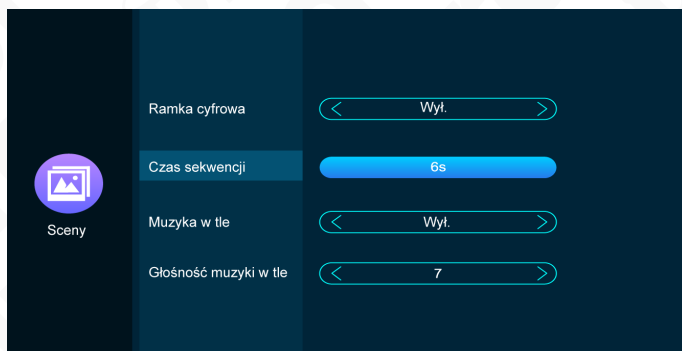 Ramka cyfrowa
Wył.
Czas sekwencji
6s
Sceny
Muzyka w tle
Wył.
Głośność muzyki w tle
7